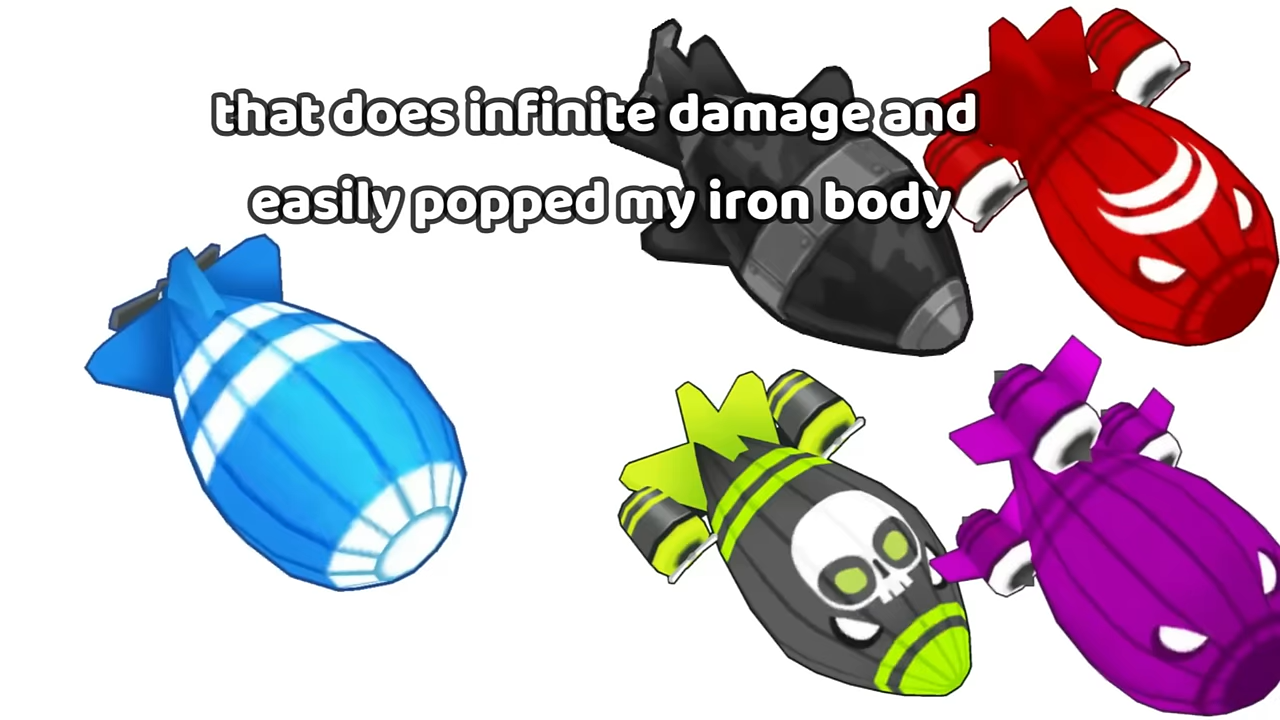 that does infinite damage and
easily popped my iron body